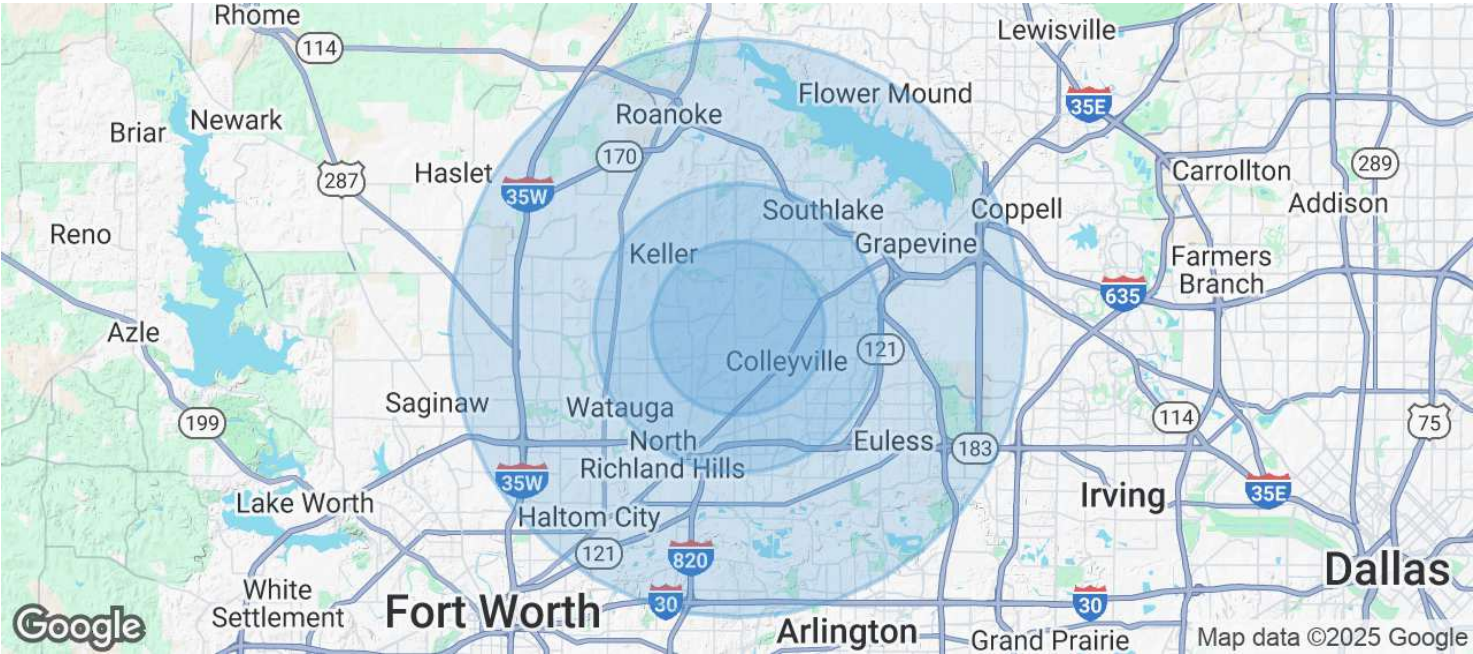 Rhome
114
Lewisville
Flower Mound
35E
Roanoke
Newark
Briar
170
289
287
Haslet
35W
Carrollton
Southlake
Coppell
Addison
Reno
Keller
Grapevine
Farmers
Branch
635
Azle
Colleyville
121
Saginaw
Watauga
114
199
75
North
Richland Hills
Euless
183
35W
Irving
35E
Lake Worth
Haltom City
121
820
Dallas
White
Settlement
Fort Worth
30
30
Google
Arlington
Grand Prairie
Map data ©2025 Google